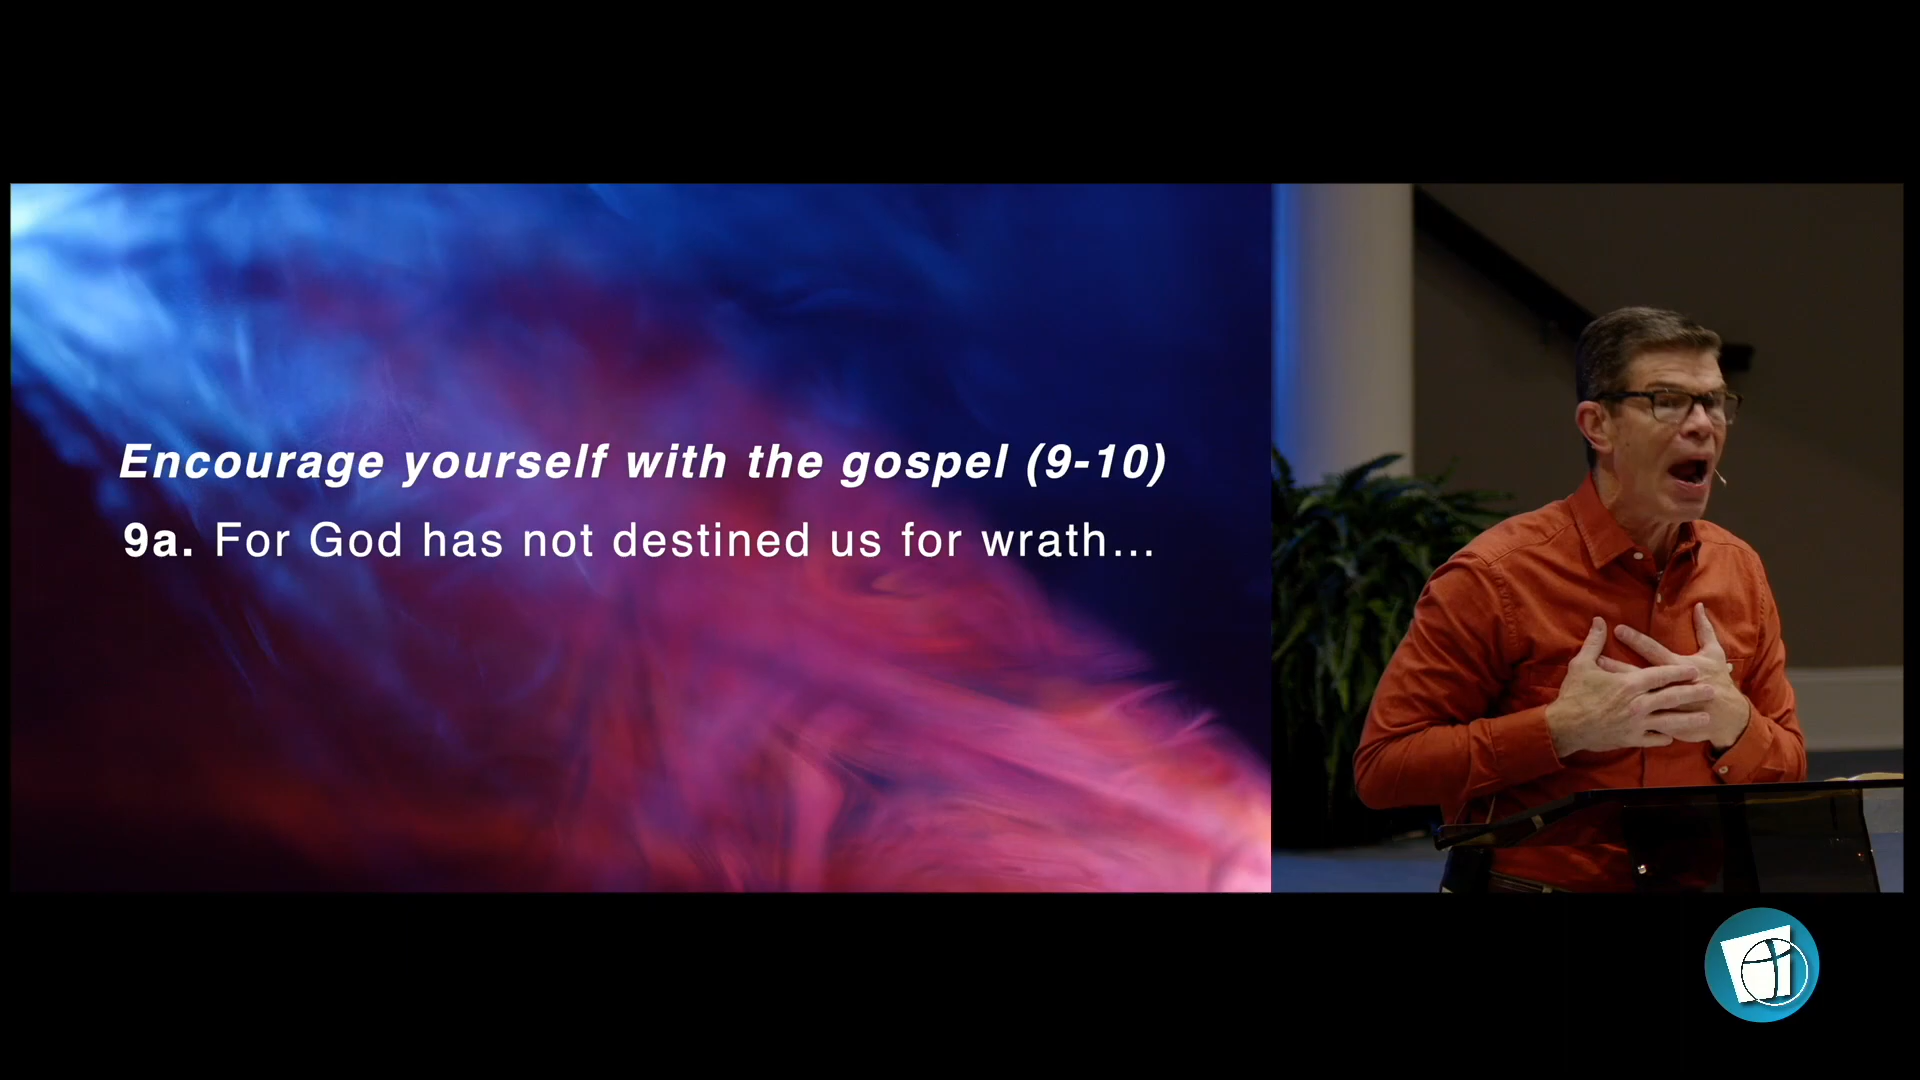 Encourage yourself with the gospel (9-10)
9a. For God has not destined us for wrath...